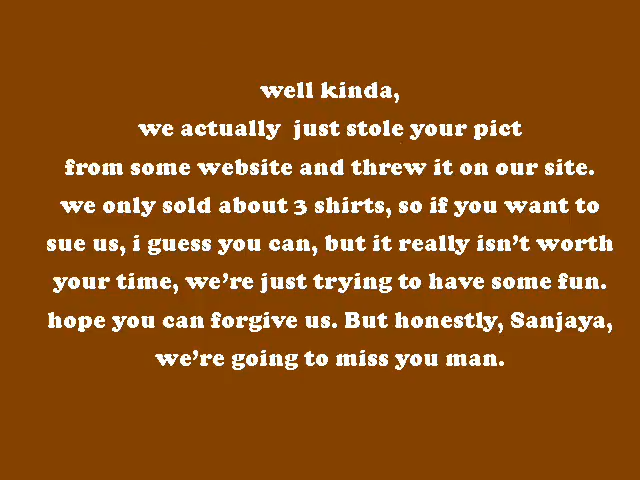 well kinda,
we actually  just stole your pict
from some website and threw it on our site.
we only sold about 3 shirts, so if you want to
sue us, i guess you can, but it really isn't worth
your time, we're just trying to have some fun.
hope you can forgive us. But honestly, Sanjaya,
we're going to miss you man.